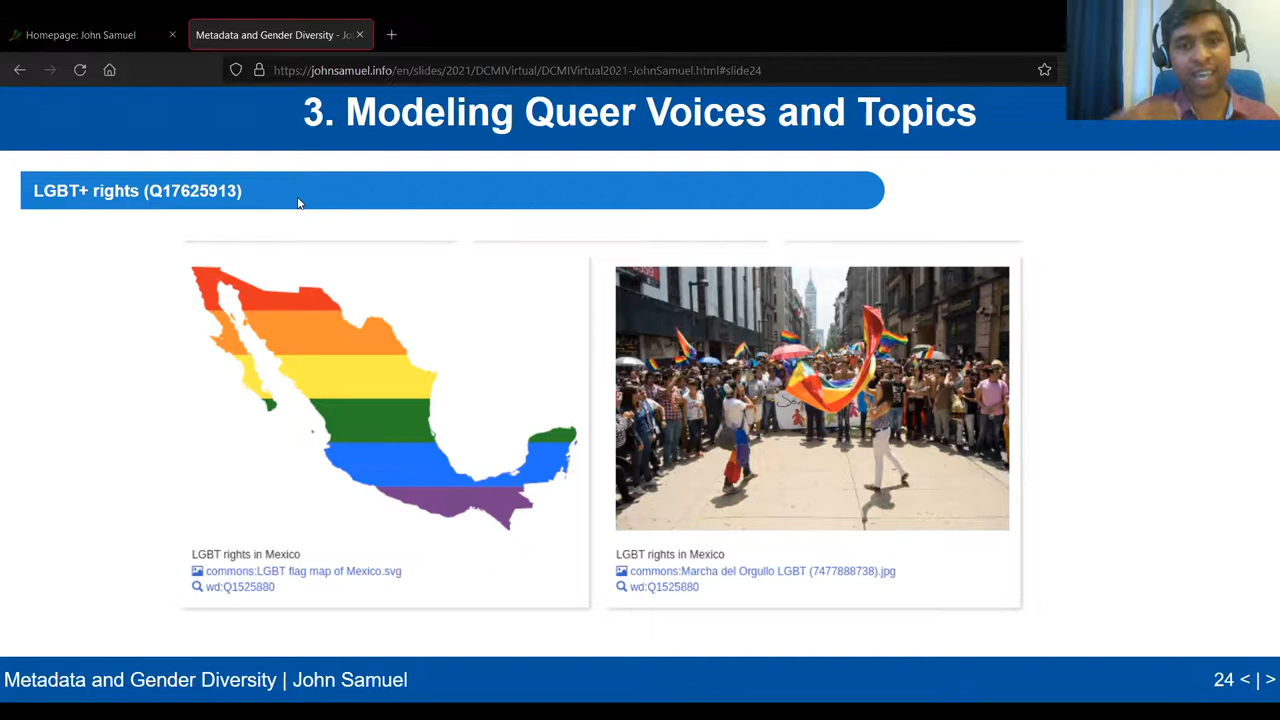 Homepage: John Samuel
Metadata and Gender Diversity - Jo
https://johnsamuel.info/en/slides/2021/DCMIVirtual/DCMIVirtual2021-JohnSamuel.html#slide24
3. Modeling Queer Voices and Topics
LGBT+ rights (Q17625913)
LGBT rights in Mexico
commons:LGBT flag map of Mexico.svg
wd:Q1525880
LGBT rights in Mexico
commons:Marcha del Orgullo LGBT (7477888738).jpg
wd:Q1525880
Metadata and Gender Diversity | John Samuel
24 < | >